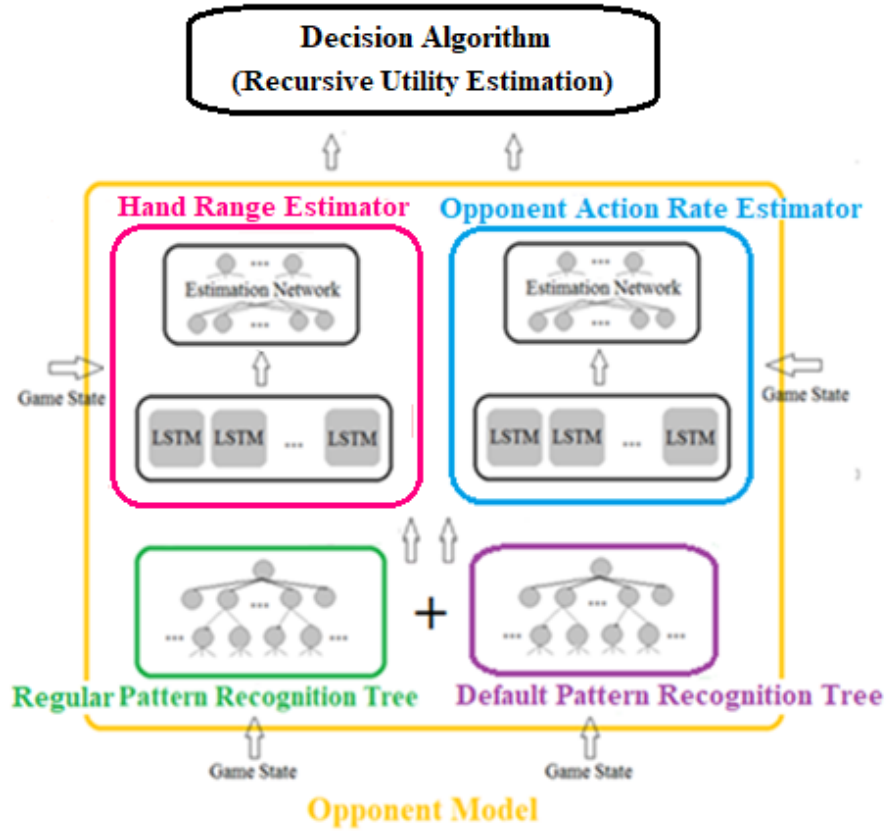 Decision Algorithm
(Recursive Utility Estimation)
Hand Range Estimator
Opponent Action Rate Estimator
...
Estimation Network
...
...
Estimation Network
...
Game State
Game State
LSTM LSTM ... LSTM
LSTM LSTM ... LSTM
...
... ...
+
...
... ...
Regular Pattern Recognition Tree
Default Pattern Recognition Tree
Game State
Game State
Opponent Model